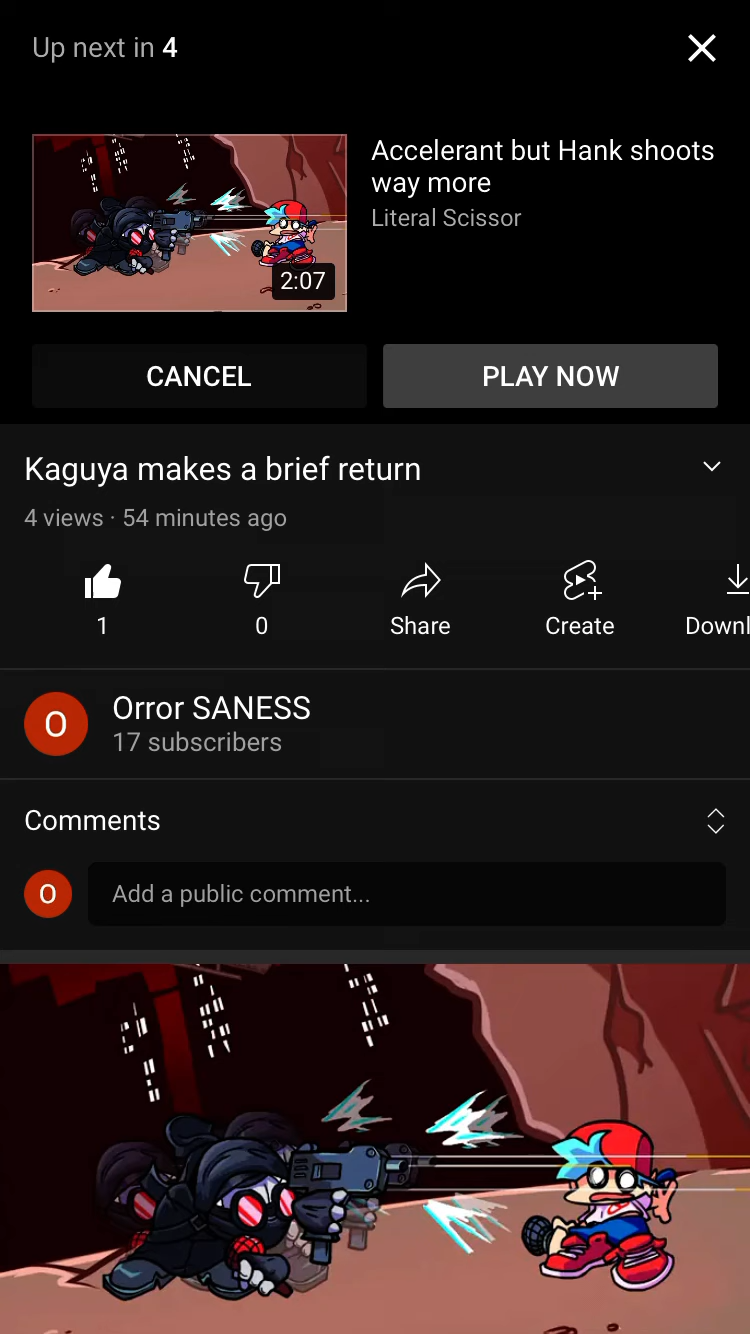 Up next in 4
Accelerant but Hank shoots
way more
Literal Scissor
2:07
CANCEL
PLAY NOW
Kaguya makes a brief return
4 views · 54 minutes ago
1
0
Share
Create
Downl
O
Orror SANESS
17 subscribers
Comments
O
Add a public comment...